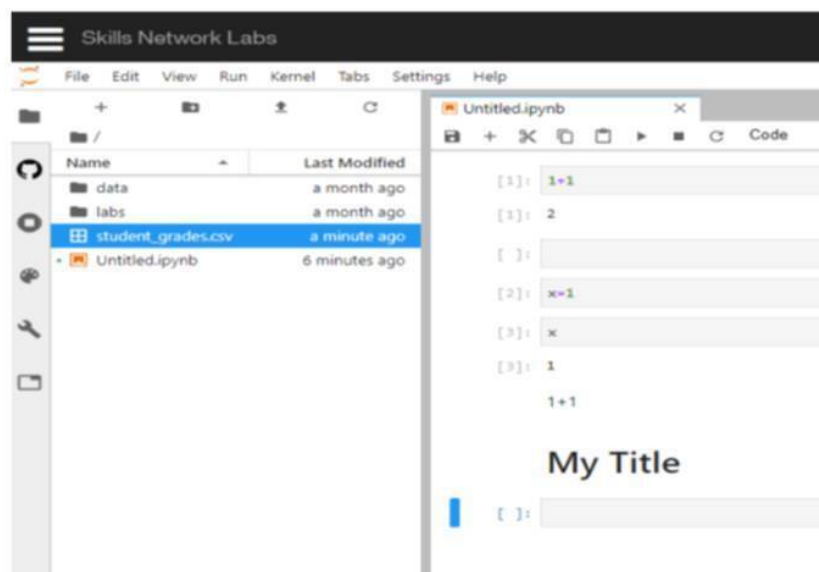 Skills Network Labs
File Edit View Run Kernel Tabs Settings Help
/
Name Last Modified
data a month ago
labs a month ago
student_grades.csv a minute ago
Untitled.ipynb 6 minutes ago
Untitled.ipynb
Code
[1]: 1+1
[1]: 2
[ ]:
[2]: x=1
[3]: x
[3]: 1
1+1
My Title
[ ]: